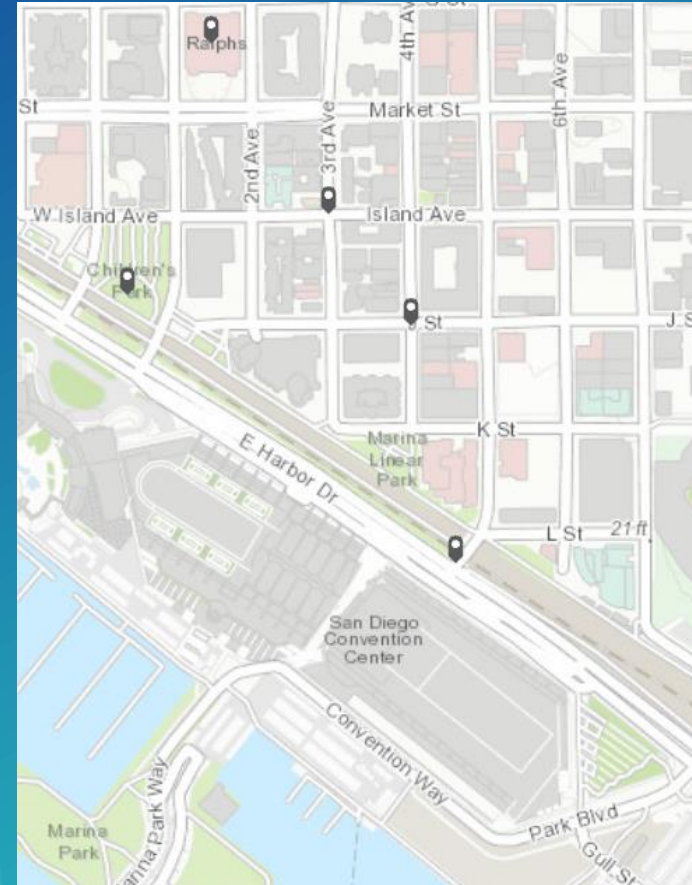 Ralphs
St
Market St
4th Av
3rd Ave
2nd Ave
6th Ave
W Island Ave
Island Ave
Children's
Park
St
J S
K St
Marina
Linear
Park
E Harbor Dr
L St
21 ft
San Diego
Convention
Center
Convention Way
Park Blvd
Gull St
Marina
Park
Park Way